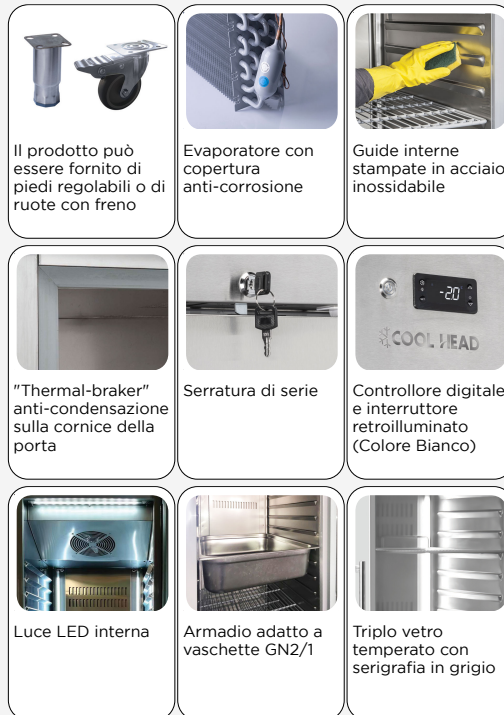 Il prodotto può
essere fornito di
piedi regolabili o di
ruote con freno
Evaporatore con
copertura
anti-corrosione
Guide interne
stampate in acciaio
inossidabile
"Thermal-braker"
anti-condensazione
sulla cornice della
porta
Serratura di serie
-2.0
COOL HEAD
Controllore digitale
e interruttore
retroilluminato
(Colore Bianco)
Luce LED interna
Armadio adatto a
vaschette GN2/1
Triplo vetro
temperato con
serigrafia in grigio